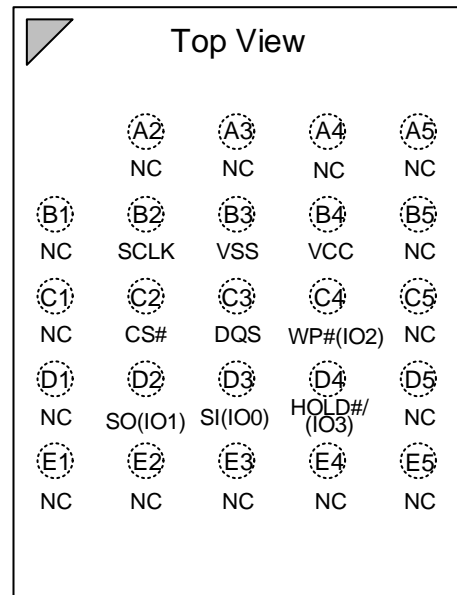 Top View
A2 A3 A4 A5
NC NC NC NC
B1 B2 B3 B4 B5
NC SCLK VSS VCC NC
C1 C2 C3 C4 C5
NC CS# DQS WP#(IO2) NC
D1 D2 D3 D4 D5
NC SO(IO1) SI(IO0) HOLD#/ NC
(IO3)
E1 E2 E3 E4 E5
NC NC NC NC NC